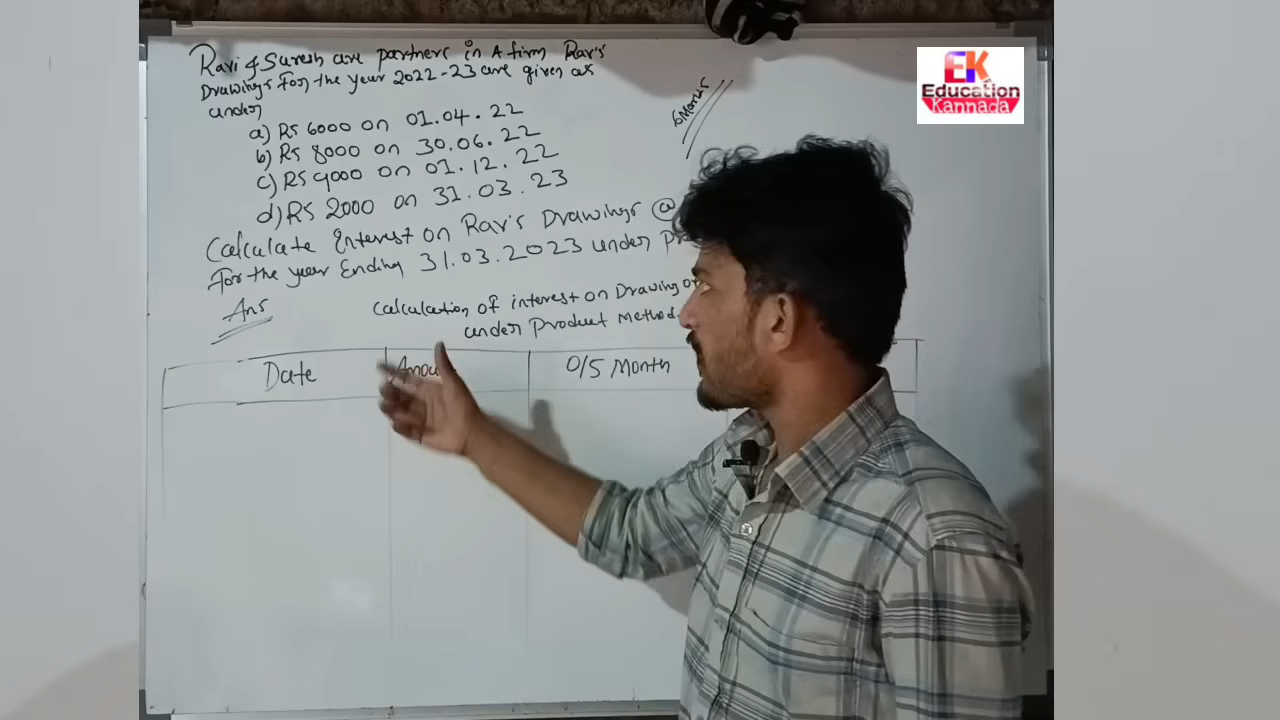 Ravi & Suresh are partners in A firm Rav's
Drawings For the year 2022-23 are given as
under
a) RS 6000 on 01.04.22
b) RS 8000 on 30.06.22
c) RS 4000 on 01.12.22
d) RS 2000 on 31.03.23
Calculate Interest on Rav's Drawings @
For the year Ending 31.03.2023 under
Ans
Calculation of interest on Drawing
under Product Method.
Date
O/S Month
EK
Education
Kannada